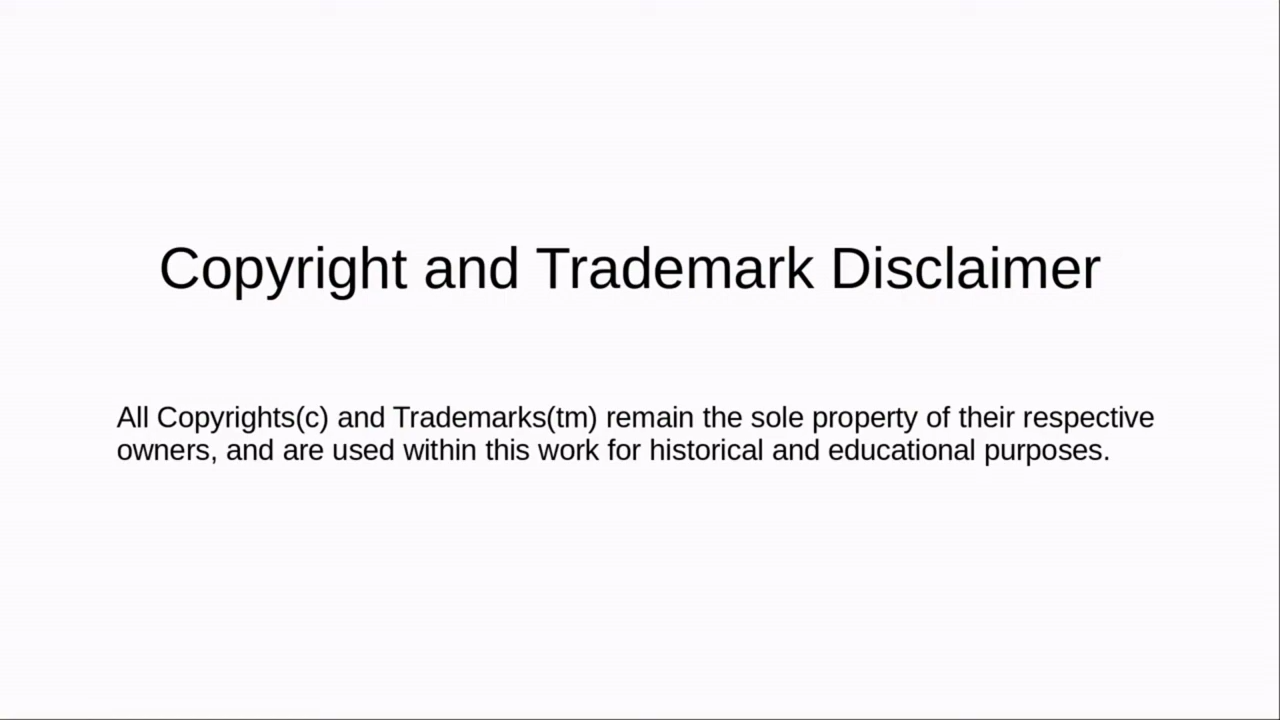 Copyright and Trademark Disclaimer
All Copyrights(c) and Trademarks(tm) remain the sole property of their respective
owners, and are used within this work for historical and educational purposes.